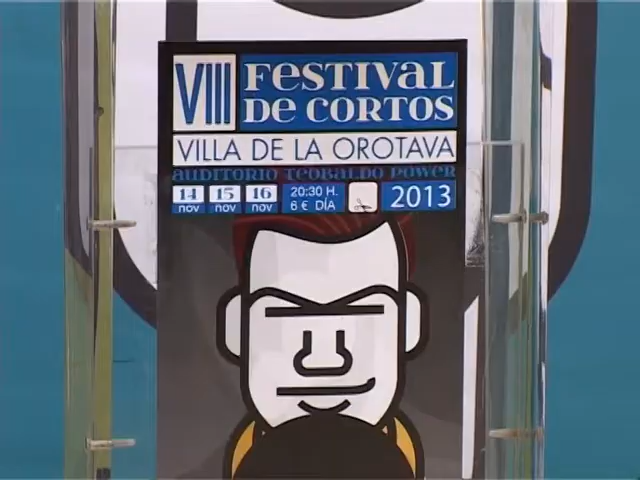 VIII FESTIVAL
DE CORTOS
VILLA DE LA OROTAVA
AUDITORIO TEOBALDO POWER
14 15 16 20:30 H. 2013
nov nov nov 6 € DÍA